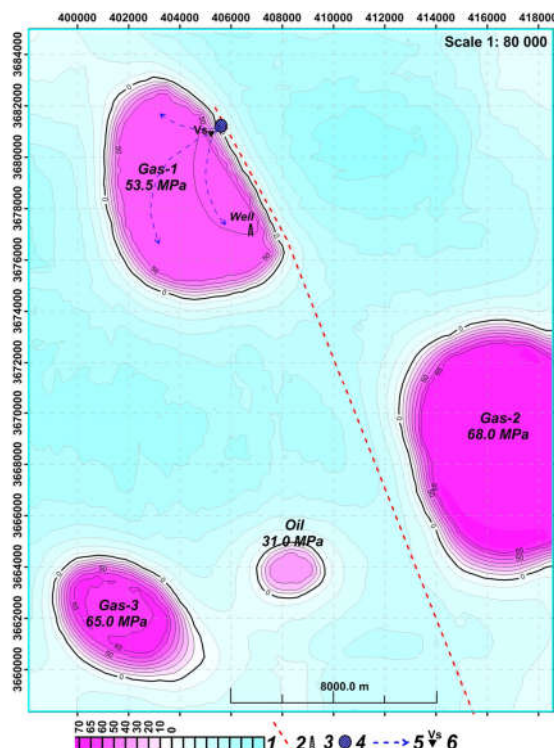 400000 402000 404000 406000 410000 412000 414000 416000 418000
Scale 1: 80 000
3684000
3682000
3680000
3678000
3676000
3674000
3672000
3670000
3668000
3666000
3664000
3662000
3660000
Vs
Gas-1
53.5 MPa
Well
Gas-2
68.0 MPa
Oil
31.0 MPa
Gas-3
65.0 MPa
8000.0 m
70 65 60 50 40 30 20 10 0
1 2 3 4 5 Vs 6